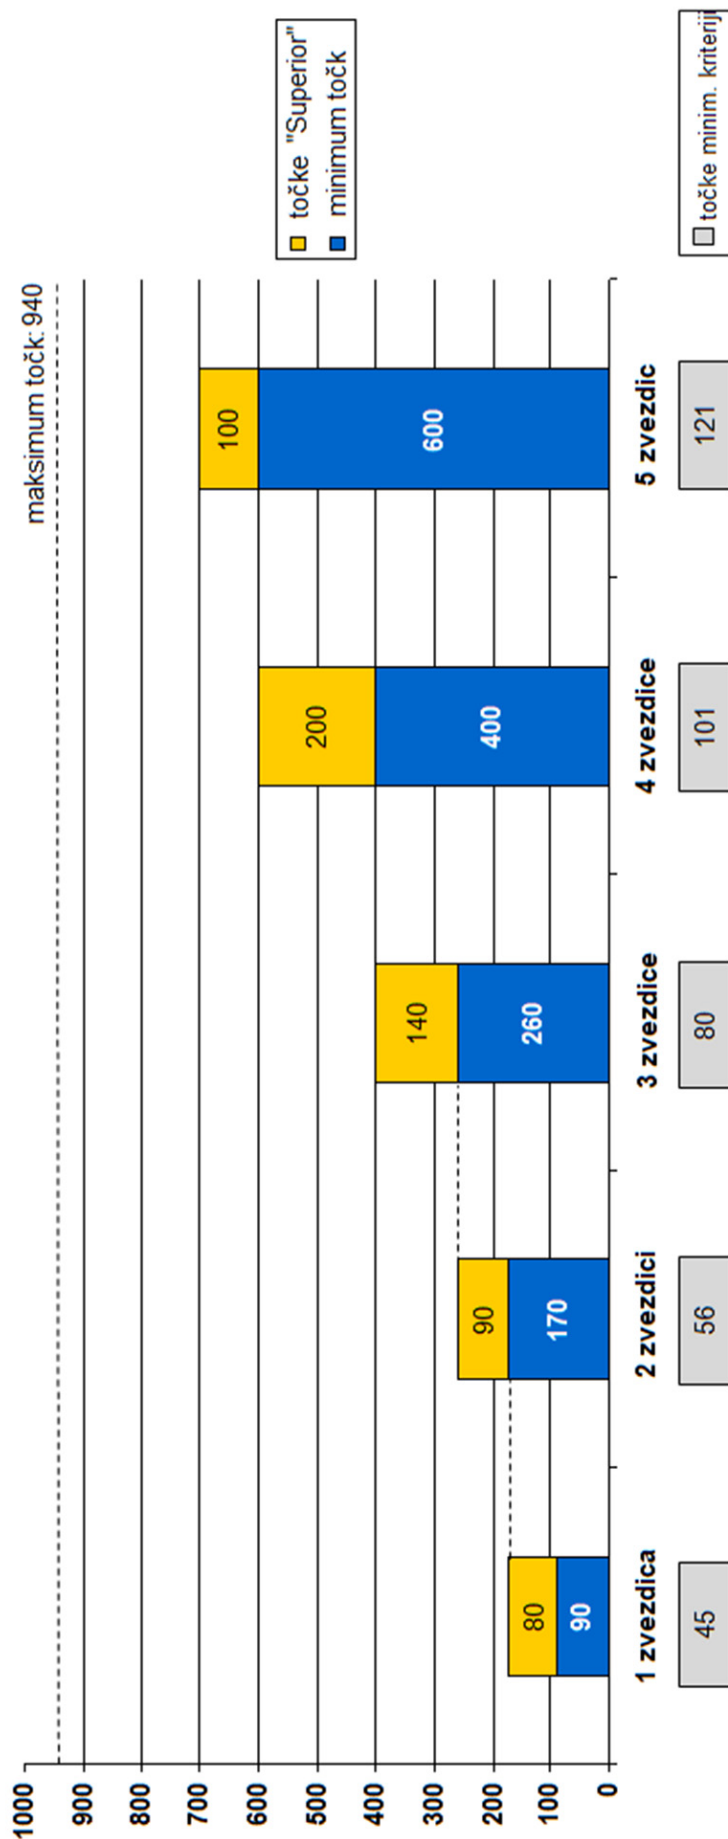 maksimum točk: 940
točke "Superior"
minimum točk
1000
900
800
700
600
500
400
300
200
100
0
80
90
90
170
140
260
200
400
100
600
1 zvezdica
2 zvezdici
3 zvezdice
4 zvezdice
5 zvezdic
45
56
80
101
121
točke minim. kriteriji